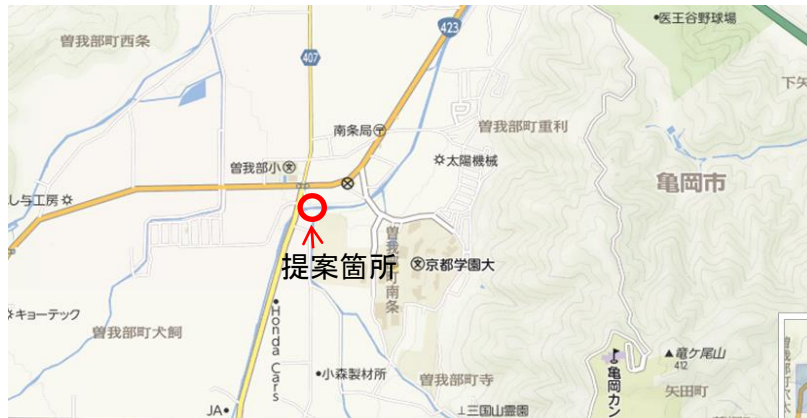 医王谷野球場
曽我部町西条
423
407
下矢
南条局
曽我部町重利
曽我部小
太陽機械
亀岡市
し与工房
提案箇所
曽我部町南条
京都学園大
キョーテック
曽我部町犬飼
Honda Cars
竜ケ尾山
412
小森製材所
曽我部町寺
亀岡カン
矢田町
JA
三国山霊園